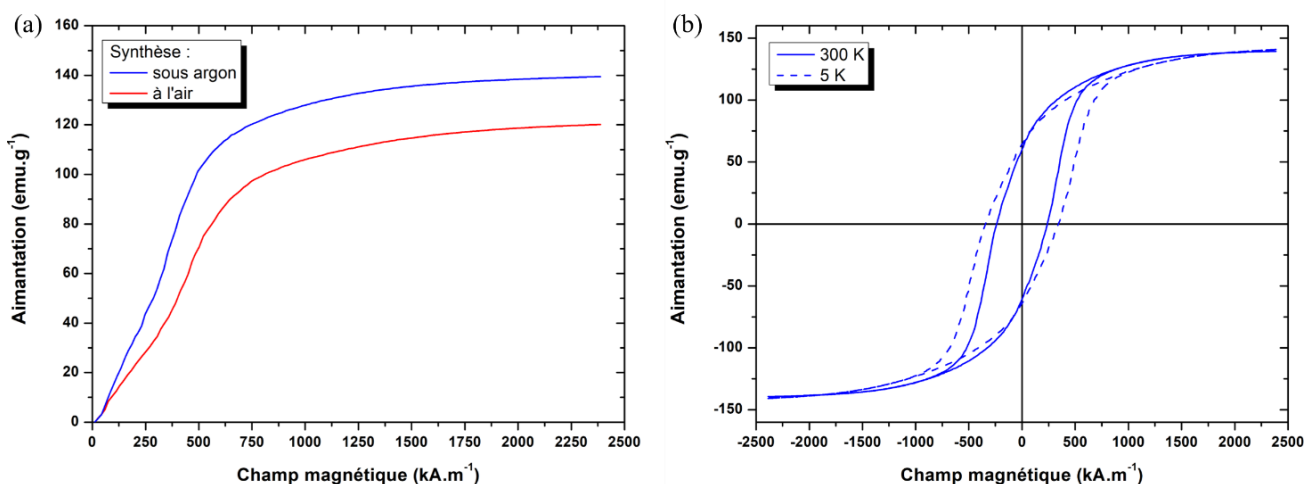 (a)
160
140
120
100
80
60
40
20
0
Aimantation (emu.g⁻¹)
Synthèse :
sous argon
à l'air
0 250 500 750 1000 1250 1500 1750 2000 2250 2500
Champ magnétique (kA.m⁻¹)
(b)
150
100
50
0
-50
-100
-150
Aimantation (emu.g⁻¹)
300 K
5 K
-2500 -2000 -1500 -1000 -500 0 500 1000 1500 2000 2500
Champ magnétique (kA.m⁻¹)